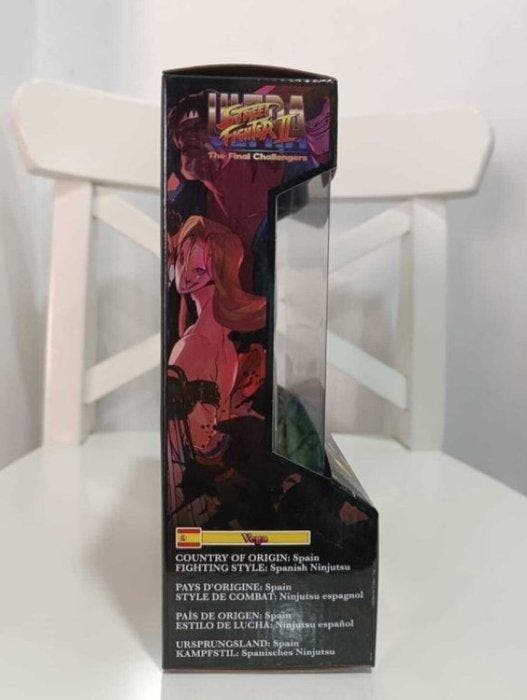 ULTRA
STREET
FIGHTER II
The Final Challengers
Vega
COUNTRY OF ORIGIN: Spain
FIGHTING STYLE: Spanish Ninjutsu
PAYS D'ORIGINE: Spain
STYLE DE COMBAT: Ninjutsu espagnol
PAÍS DE ORIGEN: Spain
ESTILO DE LUCHA: Ninjutsu español
URSPRUNGSLAND: Spain
KAMPFSTIL: Spanisches Ninjutsu